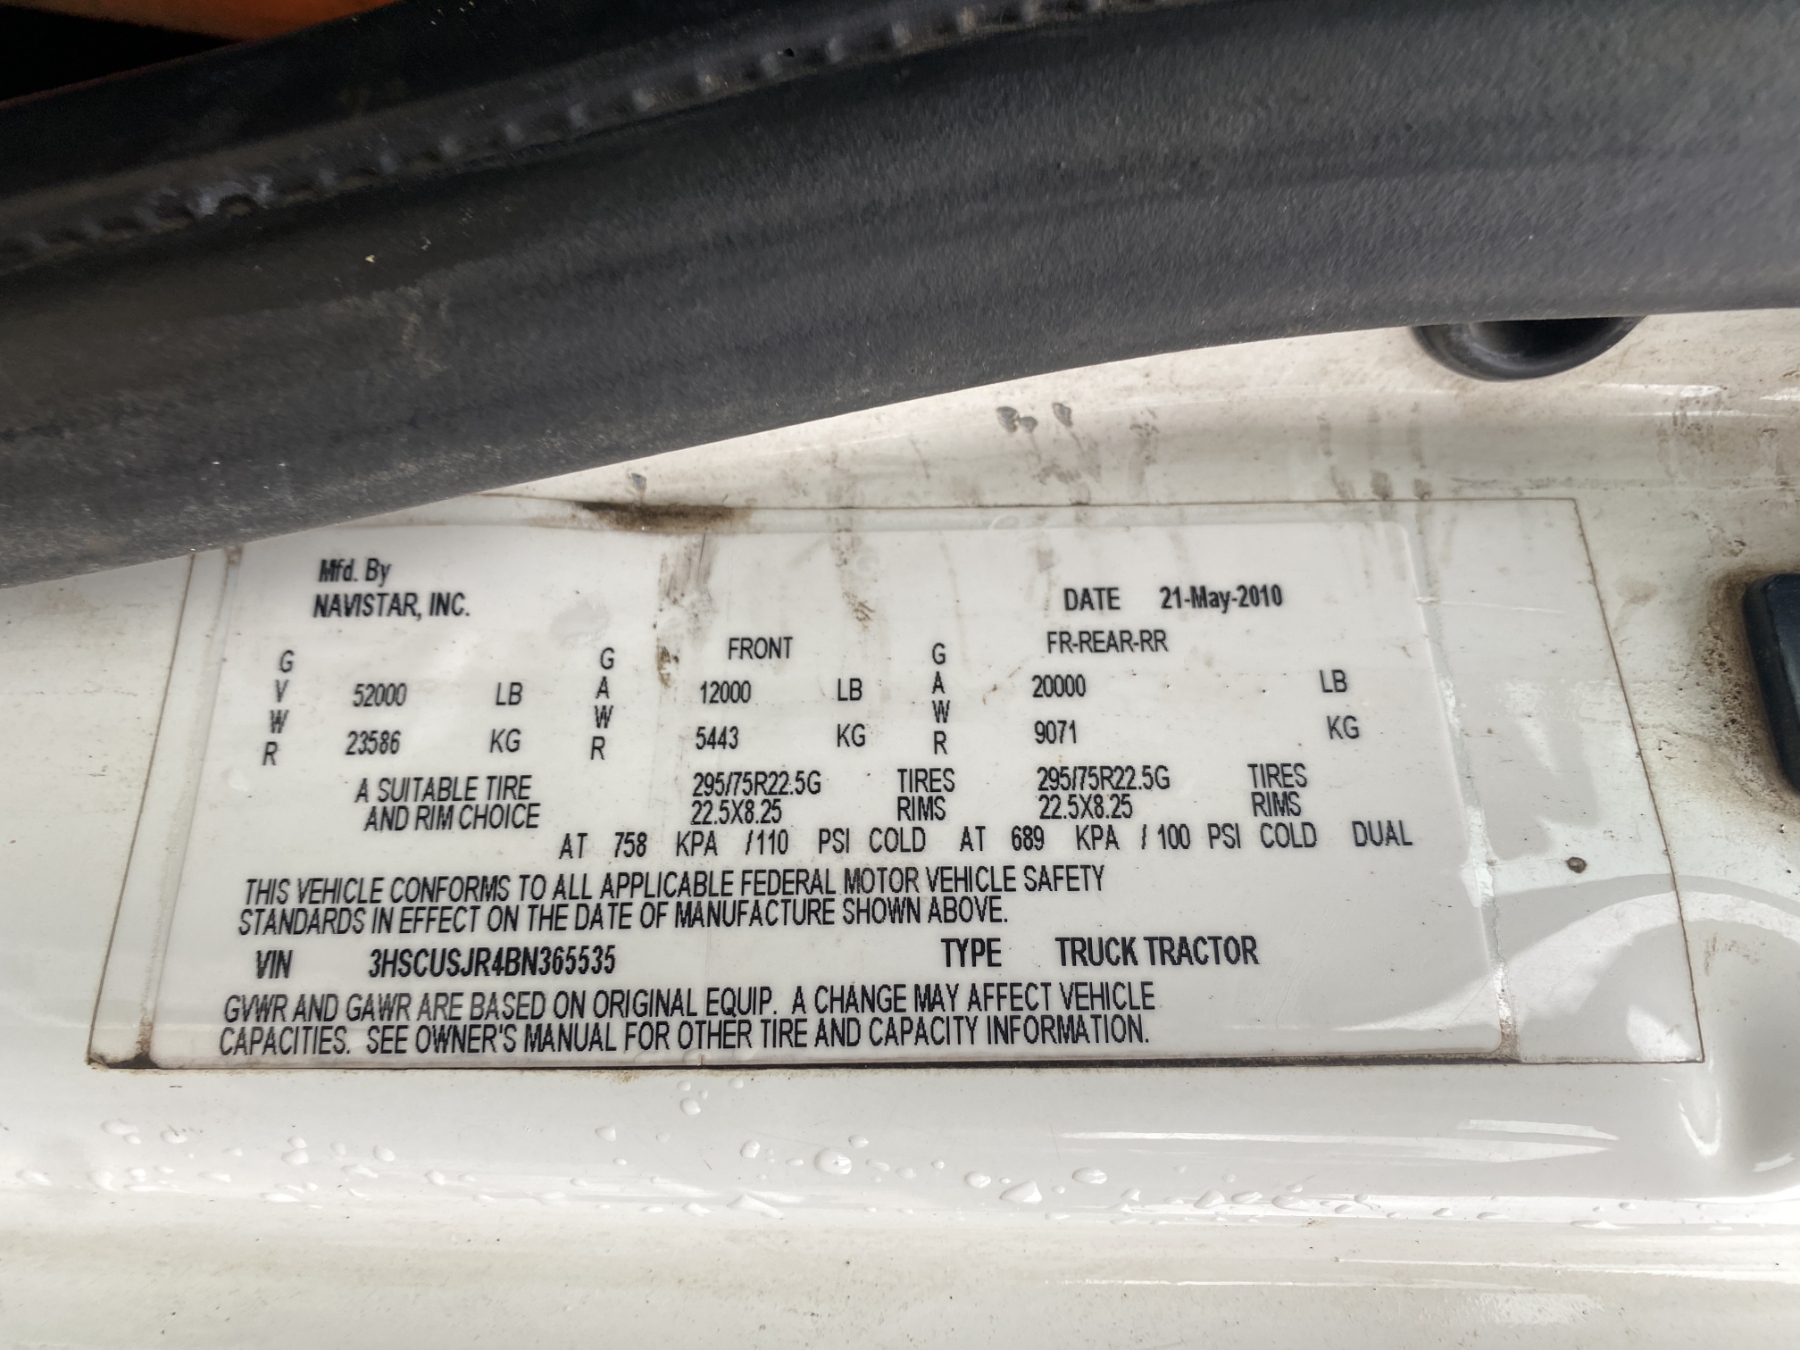 Mfd. By
NAVISTAR, INC.
DATE 21-May-2010
GVWR 52000 LB 23586 KG
GAWR FRONT 12000 LB 5443 KG
GAWR FR-REAR-RR 20000 LB 9071 KG
A SUITABLE TIRE 295/75R22.5G TIRES 295/75R22.5G TIRES
AND RIM CHOICE 22.5X8.25 RIMS 22.5X8.25 RIMS
AT 758 KPA /110 PSI COLD AT 689 KPA / 100 PSI COLD DUAL
THIS VEHICLE CONFORMS TO ALL APPLICABLE FEDERAL MOTOR VEHICLE SAFETY
STANDARDS IN EFFECT ON THE DATE OF MANUFACTURE SHOWN ABOVE.
VIN 3HSCUSJR4BN365535 TYPE TRUCK TRACTOR
GVWR AND GAWR ARE BASED ON ORIGINAL EQUIP. A CHANGE MAY AFFECT VEHICLE
CAPACITIES. SEE OWNER'S MANUAL FOR OTHER TIRE AND CAPACITY INFORMATION.